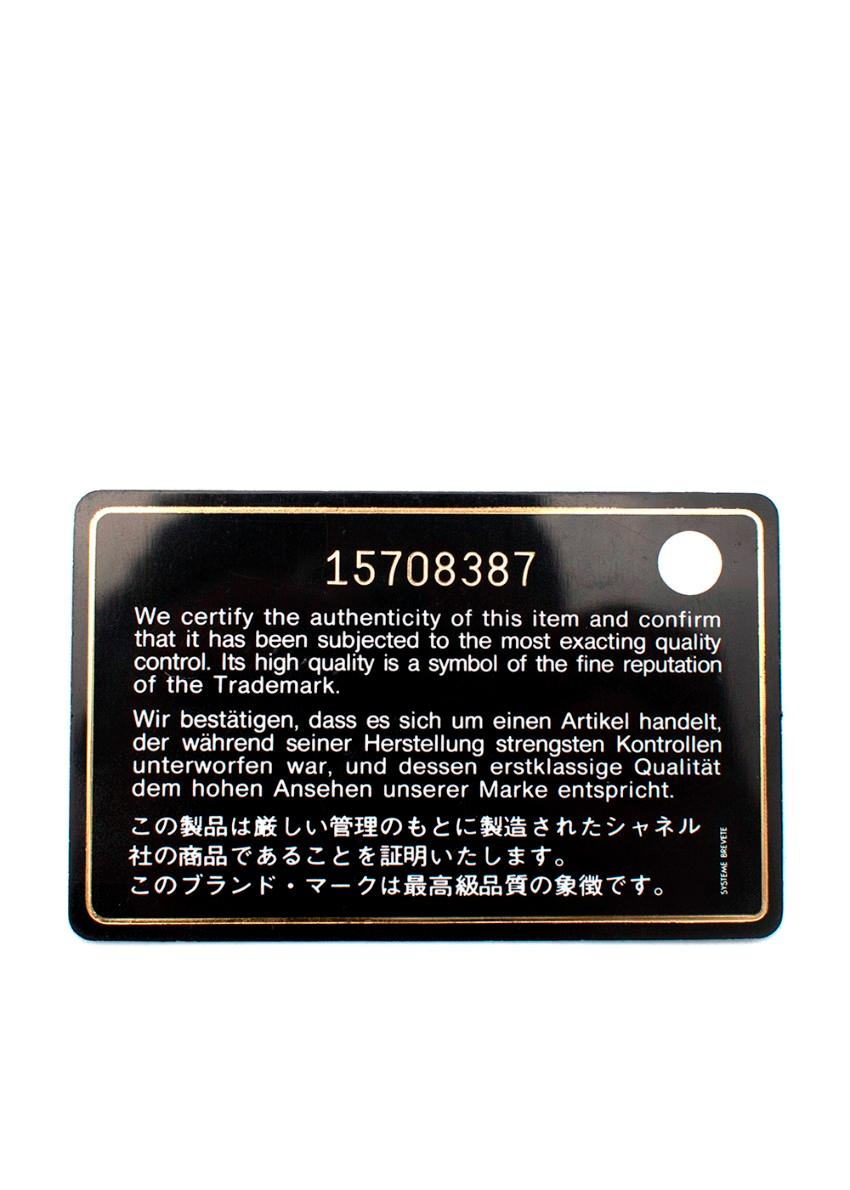 15708387
We certify the authenticity of this item and confirm
that it has been subjected to the most exacting quality
control. Its high quality is a symbol of the fine reputation
of the Trademark.
Wir bestätigen, dass es sich um einen Artikel handelt,
der während seiner Herstellung strengsten Kontrollen
unterworfen war, und dessen erstklassige Qualität
dem hohen Ansehen unserer Marke entspricht.
この製品は厳しい管理のもとに製造されたシャネル
社の商品であることを証明いたします。
このブランド・マークは最高級品質の象徴です。
SYSTEME BREVETE